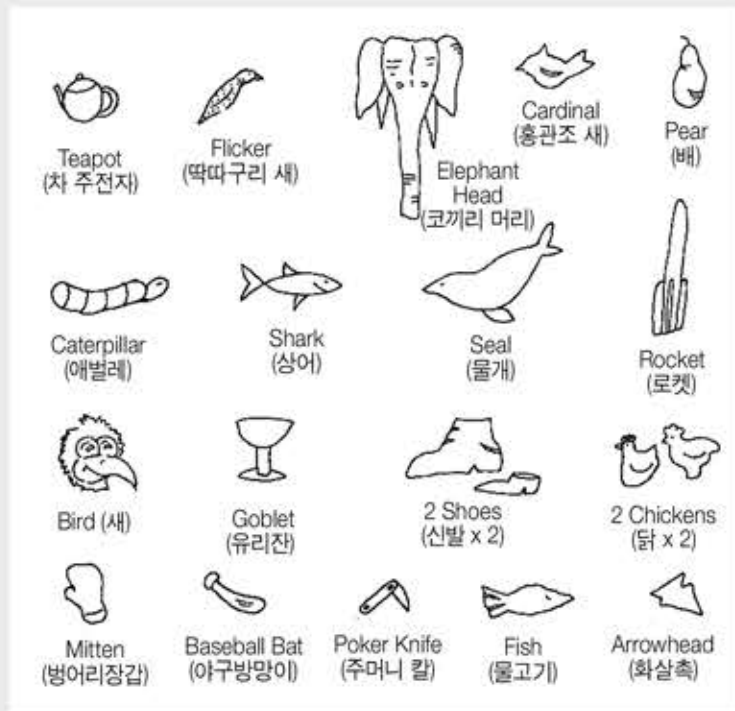 Teapot
(차 주전자)
Flicker
(딱따구리 새)
Elephant
Head
(코끼리 머리)
Cardinal
(홍관조 새)
Pear
(배)
Caterpillar
(애벌레)
Shark
(상어)
Seal
(물개)
Rocket
(로켓)
Bird (새)
Goblet
(유리잔)
2 Shoes
(신발 x 2)
2 Chickens
(닭 x 2)
Mitten
(벙어리장갑)
Baseball Bat
(야구방망이)
Poker Knife
(주머니 칼)
Fish
(물고기)
Arrowhead
(화살촉)